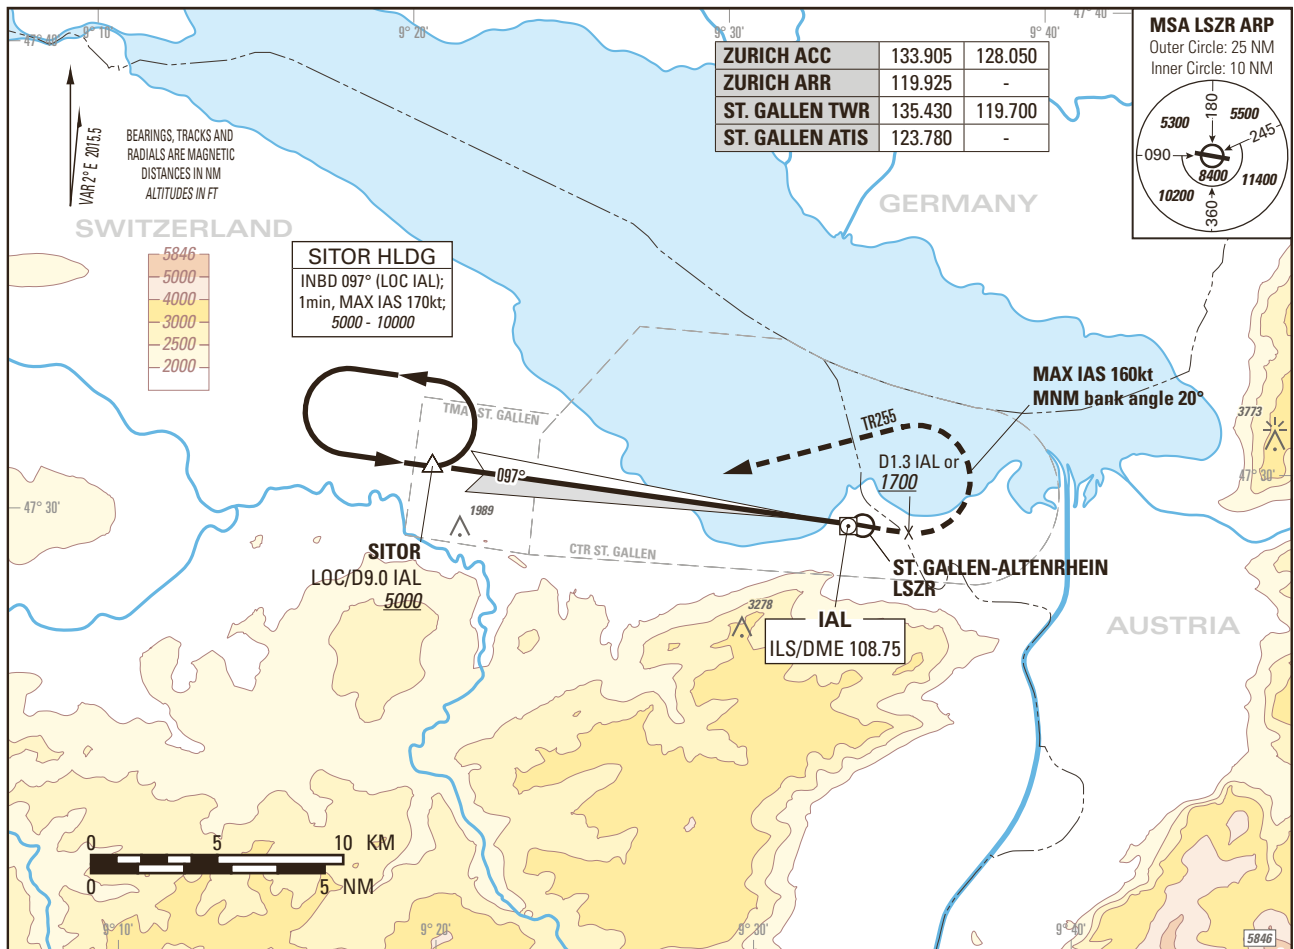 9° 10'
9° 20'
9° 30'
9° 40'
47° 40'
47° 40'
MSA LSZR ARP
Outer Circle: 25 NM
Inner Circle: 10 NM
180
5300
5500
245
090
8400
10200
11400
360
ZURICH ACC 133.905 128.050
ZURICH ARR 119.925 -
ST. GALLEN TWR 135.430 119.700
ST. GALLEN ATIS 123.780 -
VAR 2° E 2015.5
BEARINGS, TRACKS AND
RADIALS ARE MAGNETIC
DISTANCES IN NM
ALTITUDES IN FT
SWITZERLAND
GERMANY
5846
5000
4000
3000
2500
2000
SITOR HLDG
INBD 097° (LOC IAL);
1min, MAX IAS 170kt;
5000 - 10000
MAX IAS 160kt
MNM bank angle 20°
TMA ST. GALLEN
TR255
3773
D1.3 IAL or
1700
097°
47° 30'
47° 30'
1989
SITOR
LOC/D9.0 IAL
5000
CTR ST. GALLEN
ST. GALLEN-ALTENRHEIN
LSZR
3278
IAL
ILS/DME 108.75
AUSTRIA
0 5 10 KM
0 5 NM
9° 10'
9° 20'
9° 30'
9° 40'
5846